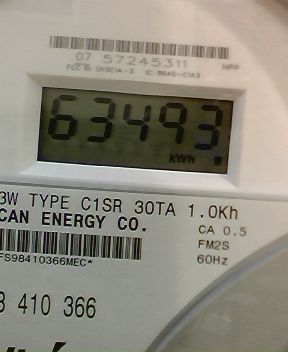 07 57245311
63493
kWh
3W TYPE C1SR 30TA 1.0Kh
CAN ENERGY CO.
CA 0.5
FM2S
FS98410366MEC*
60Hz
3 410 366